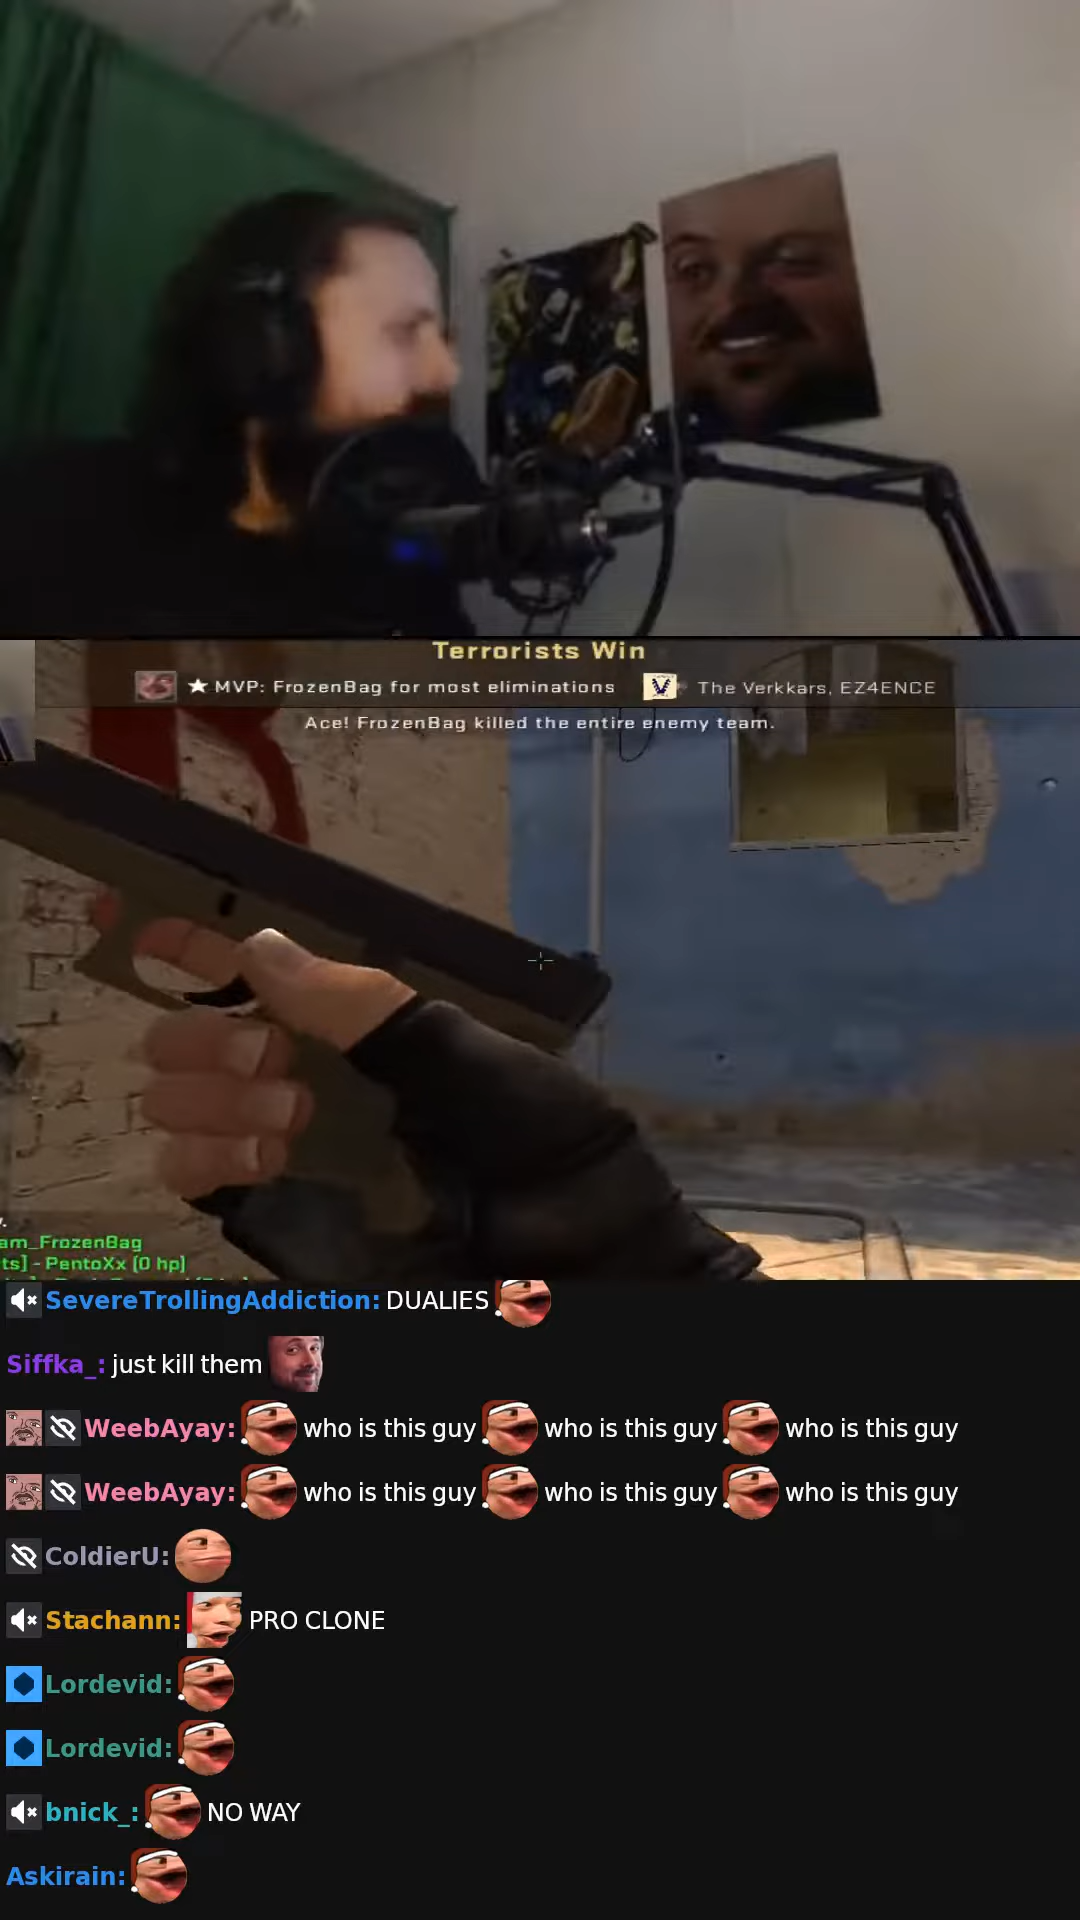 Terrorists Win
★ MVP: FrozenBag for most eliminations The Verkkars, EZ4ENCE
Ace! FrozenBag killed the entire enemy team.
am_FrozenBag
ts] - PentoXx (0 hp)
SevereTrollingAddiction: DUALIES
Siffka_: just kill them
WeebAyay: who is this guy who is this guy who is this guy
WeebAyay: who is this guy who is this guy who is this guy
ColdierU:
Stachann: PRO CLONE
Lordevid:
Lordevid:
bnick_: NO WAY
Askirain: